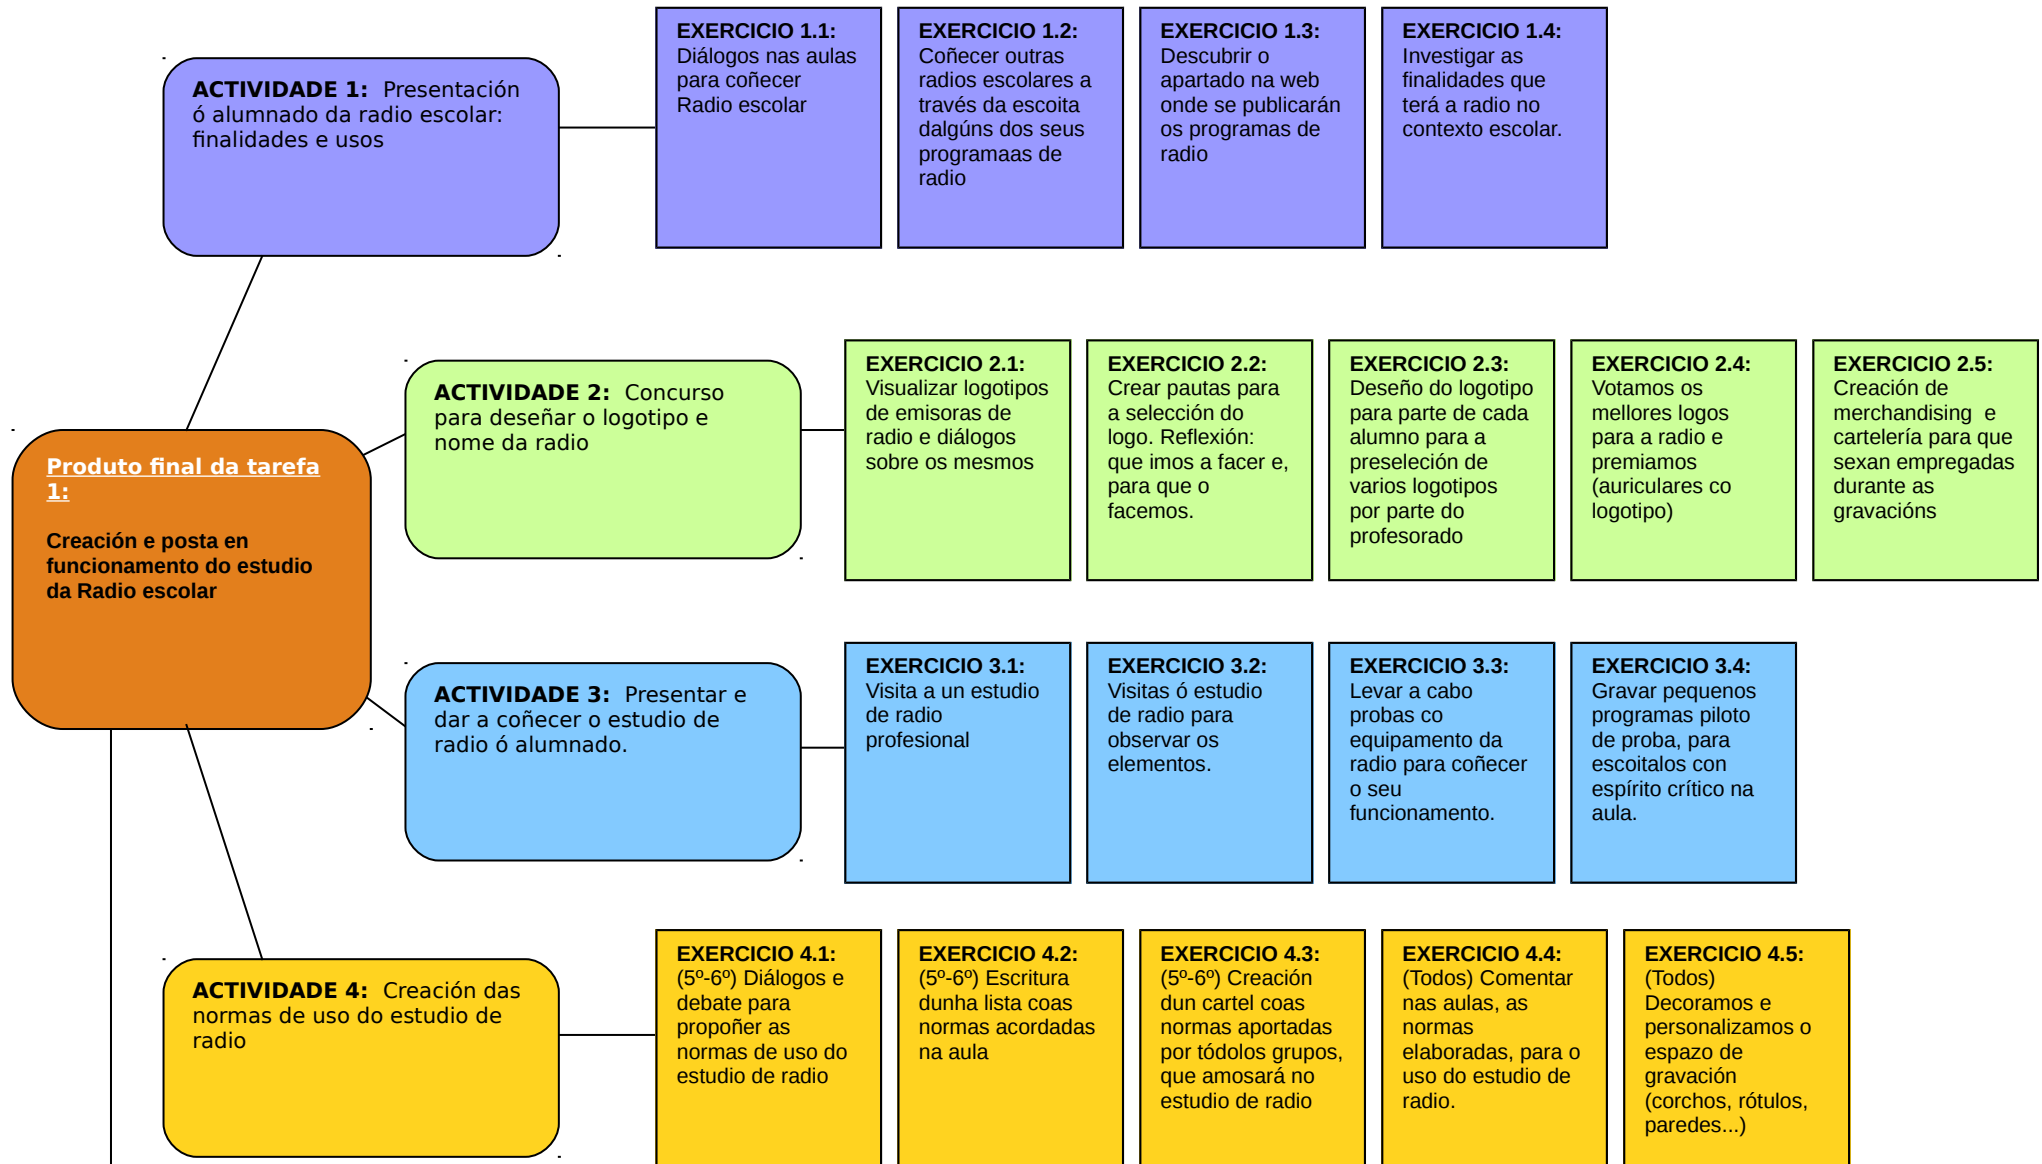 EXERCICIO 1.1:
Diálogos nas aulas
para coñecer
Radio escolar
EXERCICIO 1.2:
Coñecer outras
radios escolares a
través da escoita
dalgúns dos seus
programaas de
radio
EXERCICIO 1.3:
Descubrir o
apartado na web
onde se publicarán
os programas de
radio
EXERCICIO 1.4:
Investigar as
finalidades que
terá a radio no
contexto escolar.
ACTIVIDADE 1:  Presentación
ó alumnado da radio escolar:
finalidades e usos
ACTIVIDADE 2:  Concurso
para deseñar o logotipo e
nome da radio
EXERCICIO 2.1:
Visualizar logotipos
de emisoras de
radio e diálogos
sobre os mesmos
EXERCICIO 2.2:
Crear pautas para
a selección do
logo. Reflexión:
que imos a facer e,
para que o
facemos.
EXERCICIO 2.3:
Deseño do logotipo
para parte de cada
alumno para a
preseleción de
varios logotipos
por parte do
profesorado
EXERCICIO 2.4:
Votamos os
mellores logos
para a radio e
premiamos
(auriculares co
logotipo)
EXERCICIO 2.5:
Creación de
merchandising  e
cartelería para que
sexan empregadas
durante as
gravacións
Produto final da tarefa
1:
Creación e posta en
funcionamento do estudio
da Radio escolar
ACTIVIDADE 3:  Presentar e
dar a coñecer o estudio de
radio ó alumnado.
EXERCICIO 3.1:
Visita a un estudio
de radio
profesional
EXERCICIO 3.2:
Visitas ó estudio
de radio para
observar os
elementos.
EXERCICIO 3.3:
Levar a cabo
probas co
equipamento da
radio para coñecer
o seu
funcionamento.
EXERCICIO 3.4:
Gravar pequenos
programas piloto
de proba, para
escoitalos con
espírito crítico na
aula.
ACTIVIDADE 4:  Creación das
normas de uso do estudio de
radio
EXERCICIO 4.1:
(5º-6º) Diálogos e
debate para
propoñer as
normas de uso do
estudio de radio
EXERCICIO 4.2:
(5º-6º) Escritura
dunha lista coas
normas acordadas
na aula
EXERCICIO 4.3:
(5º-6º) Creación
dun cartel coas
normas aportadas
por tódolos grupos,
que amosará no
estudio de radio
EXERCICIO 4.4:
(Todos) Comentar
nas aulas, as
normas
elaboradas, para o
uso do estudio de
radio.
EXERCICIO 4.5:
(Todos)
Decoramos e
personalizamos o
espazo de
gravación
(corchos, rótulos,
paredes...)